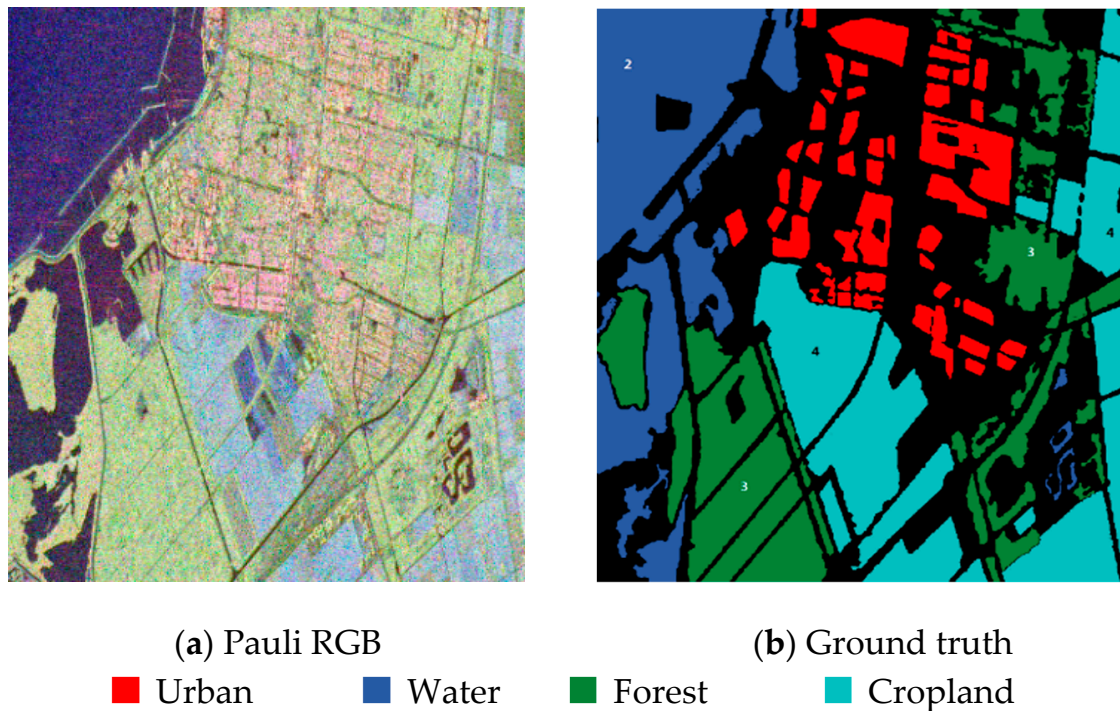 2
1
3
4
4
3
(a) Pauli RGB
(b) Ground truth
Urban
Water
Forest
Cropland